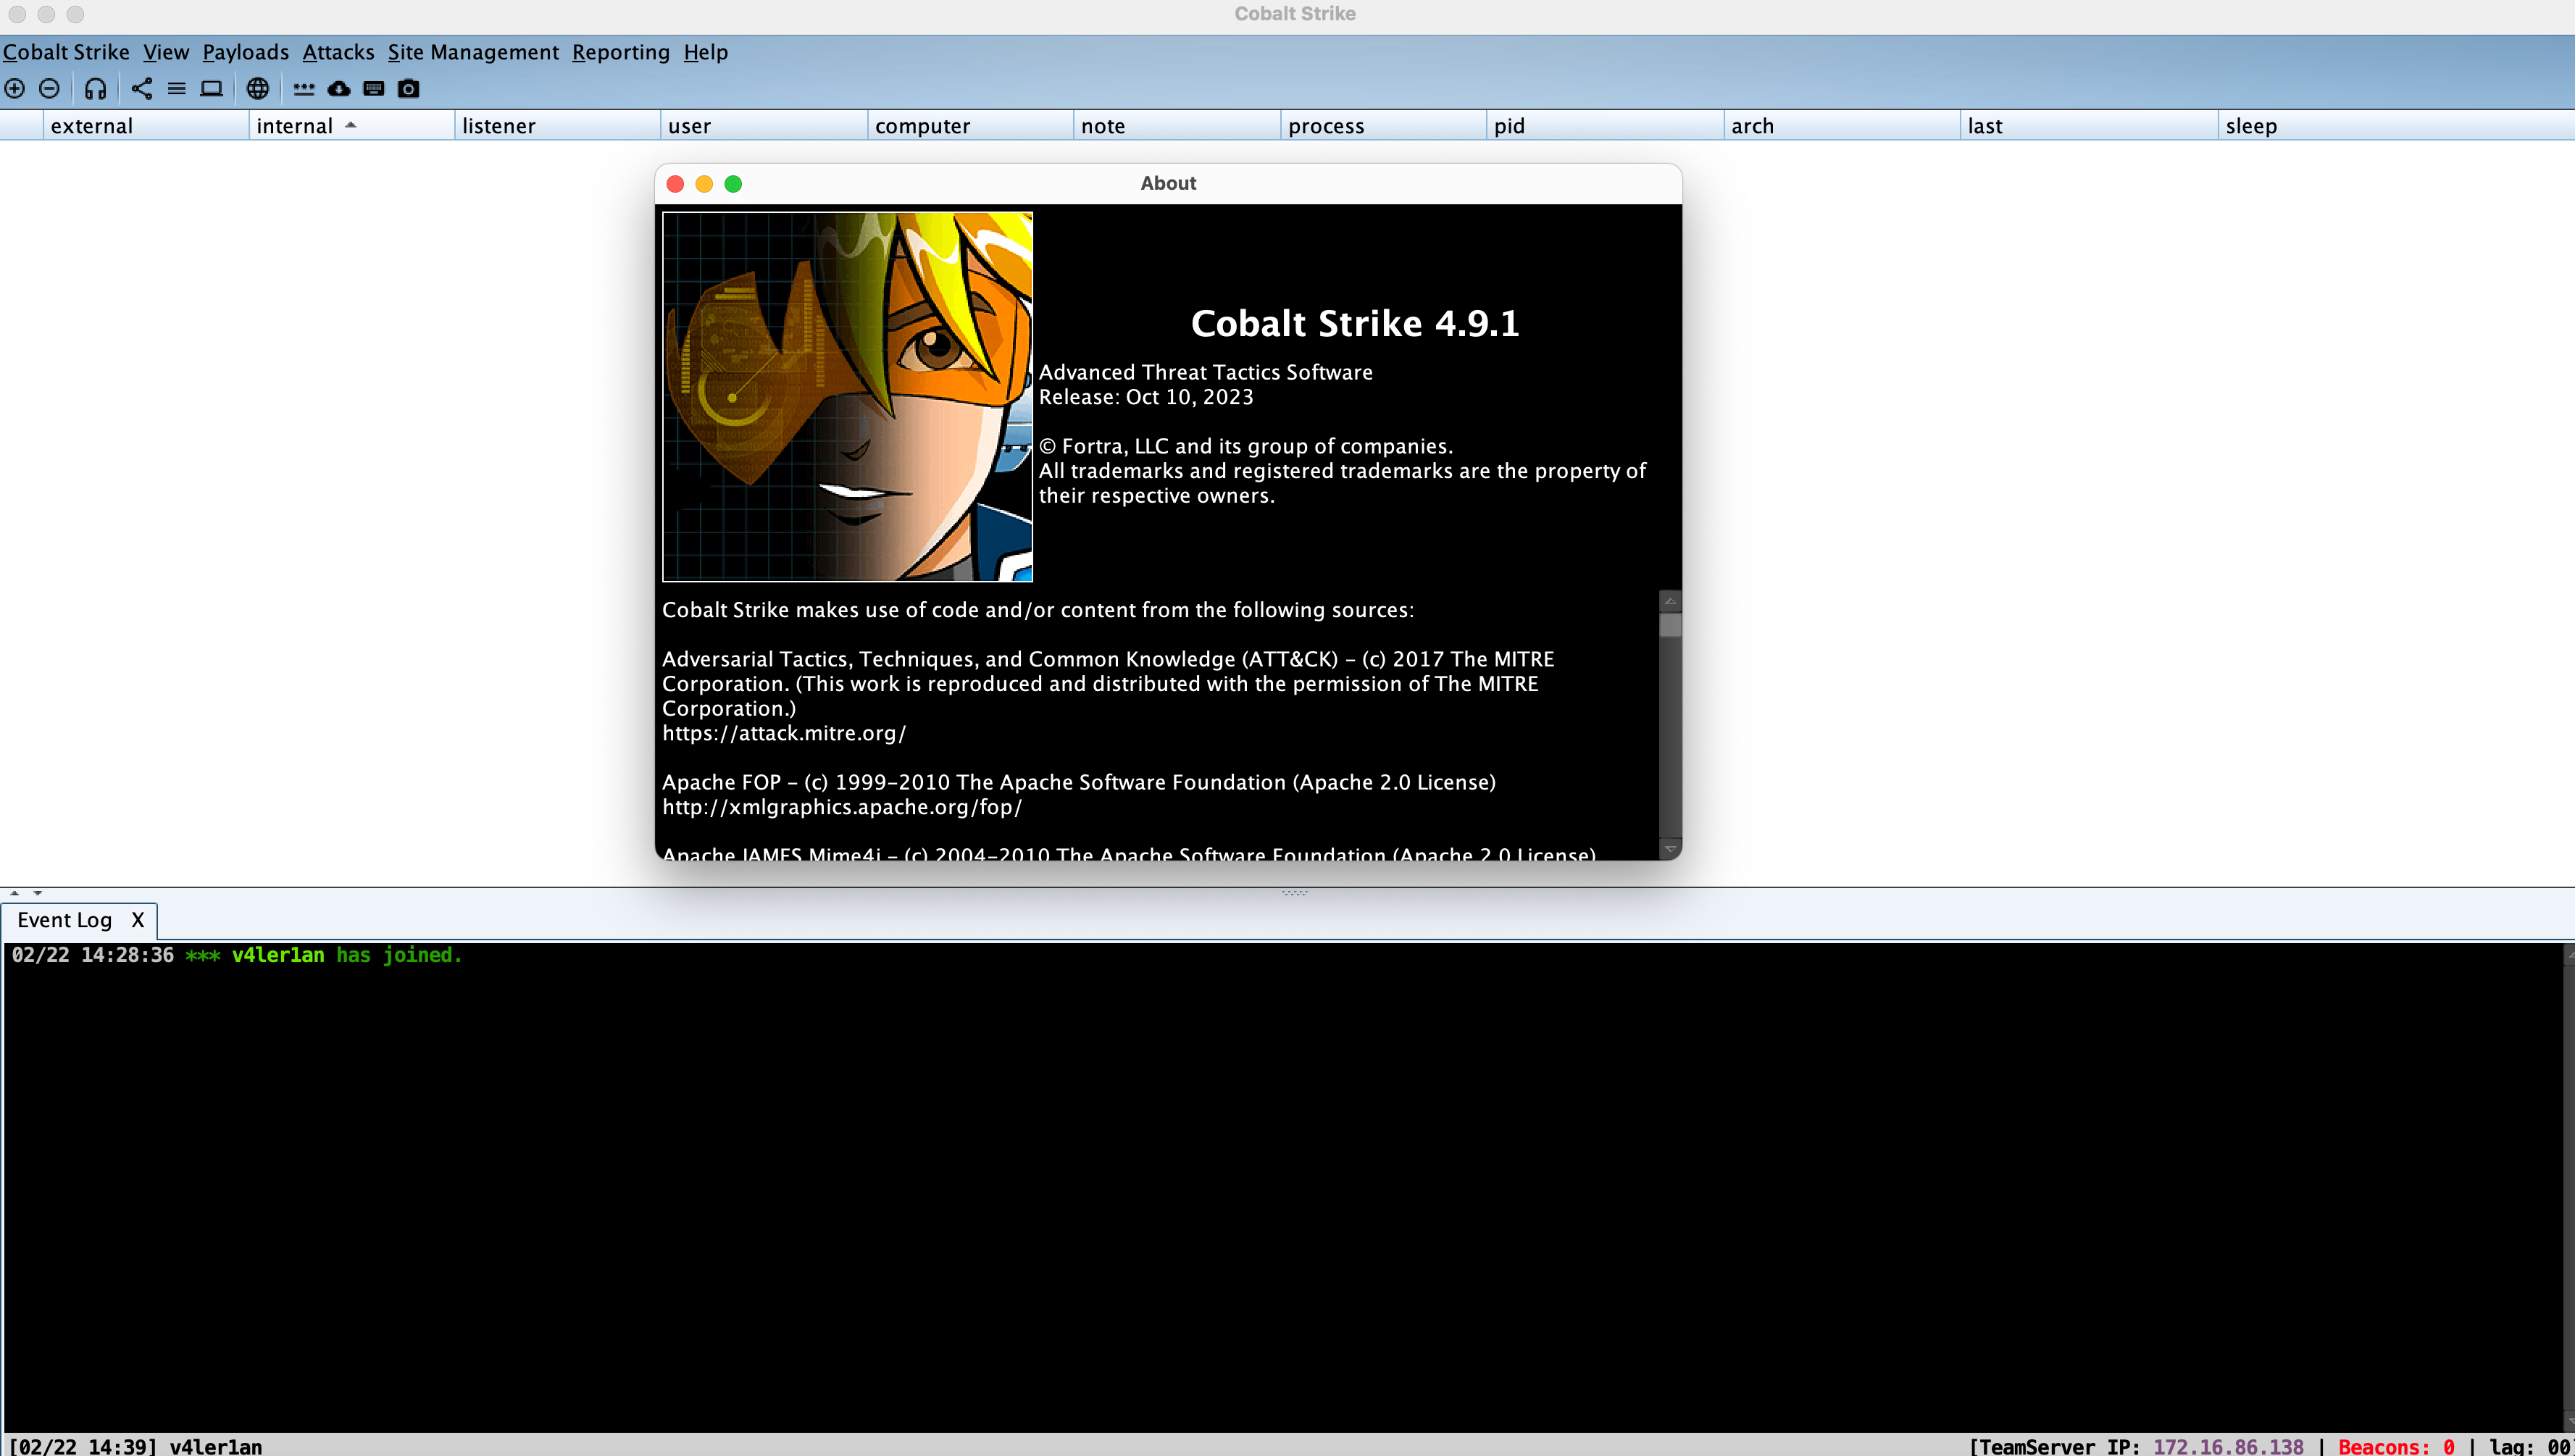 Cobalt Strike
Cobalt Strike View Payloads Attacks Site Management Reporting Help
external internal listener user computer note process pid arch last sleep
About
Cobalt Strike 4.9.1
Advanced Threat Tactics Software
Release: Oct 10, 2023
© Fortra, LLC and its group of companies.
All trademarks and registered trademarks are the property of
their respective owners.
Cobalt Strike makes use of code and/or content from the following sources:
Adversarial Tactics, Techniques, and Common Knowledge (ATT&CK) – (c) 2017 The MITRE
Corporation. (This work is reproduced and distributed with the permission of The MITRE
Corporation.)
https://attack.mitre.org/
Apache FOP – (c) 1999–2010 The Apache Software Foundation (Apache 2.0 License)
http://xmlgraphics.apache.org/fop/
Apache JAMES Mime4j – (c) 2004–2010 The Apache Software Foundation (Apache 2.0 License)
Event Log X
02/22 14:28:36 *** v4ler1an has joined.
[02/22 14:39] v4ler1an [TeamServer IP: 172.16.86.138 | Beacons: 0 | lag: 00